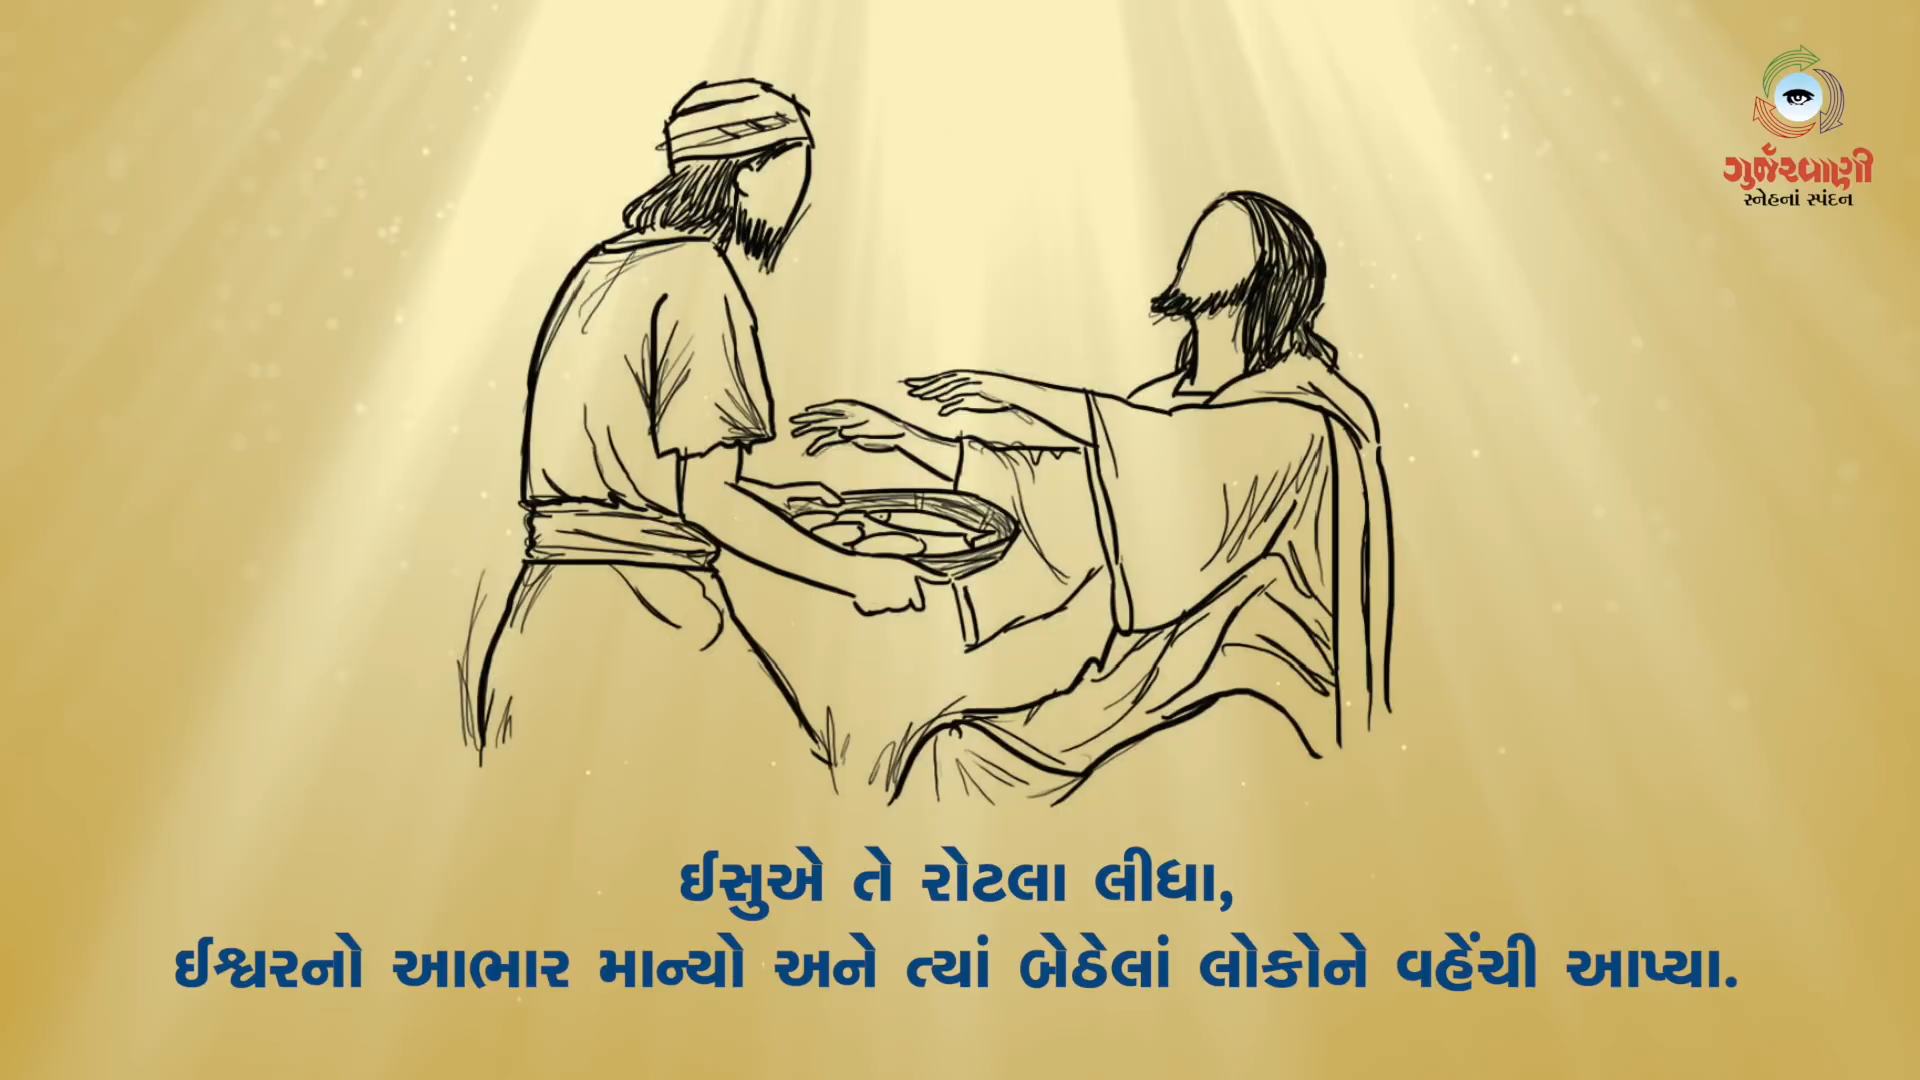 ગુર્જરવાણી
સ્નેહનાં સ્પંદન
ઈસુએ તે રોટલા લીધા,
ઈશ્વરનો આભાર માન્યો અને ત્યાં બેઠેલાં લોકોને વહેંચી આપ્યા.